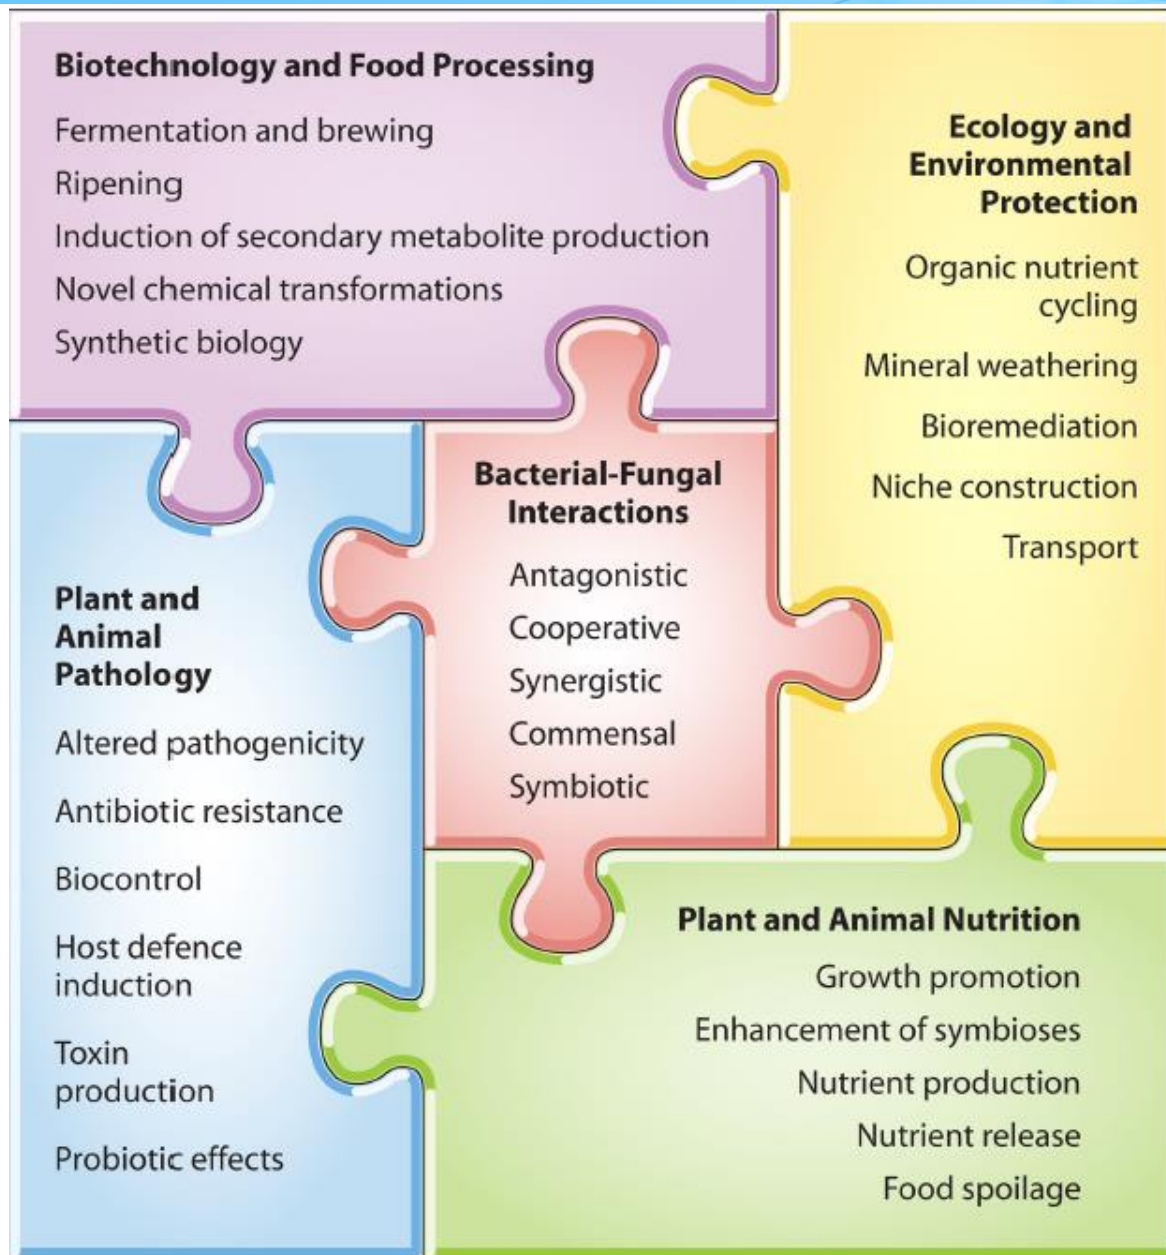 Biotechnology and Food Processing
Fermentation and brewing
Ripening
Induction of secondary metabolite production
Novel chemical transformations
Synthetic biology
Ecology and
Environmental
Protection
Organic nutrient
cycling
Mineral weathering
Bioremediation
Niche construction
Transport
Bacterial-Fungal
Interactions
Antagonistic
Cooperative
Synergistic
Commensal
Symbiotic
Plant and
Animal
Pathology
Altered pathogenicity
Antibiotic resistance
Biocontrol
Host defence
induction
Toxin
production
Probiotic effects
Plant and Animal Nutrition
Growth promotion
Enhancement of symbioses
Nutrient production
Nutrient release
Food spoilage